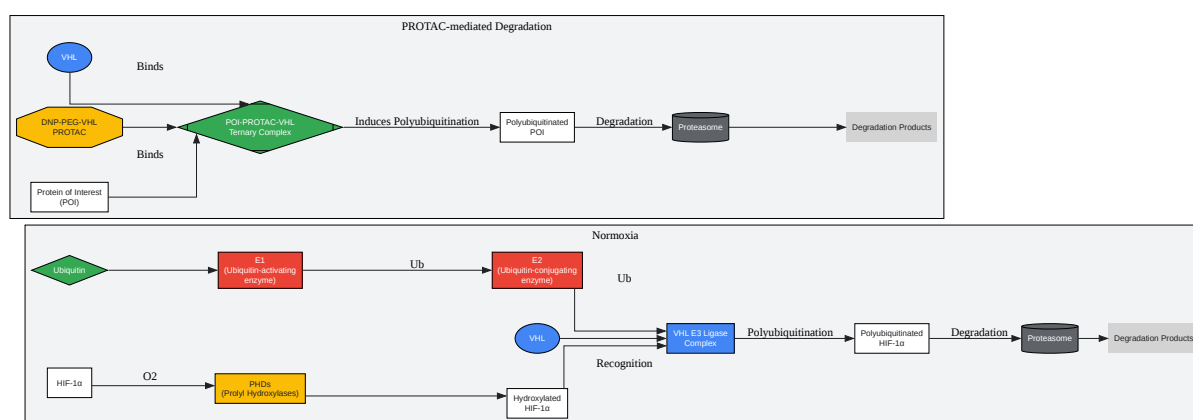 PROTAC-mediated Degradation
VHL
Binds
DNP-PEG-VHL
PROTAC
POI-PROTAC-VHL
Ternary Complex
Induces Polyubiquitination
Polyubiquitinated
POI
Degradation
Proteasome
Degradation Products
Binds
Protein of Interest
(POI)
Normoxia
Ubiquitin
E1
(Ubiquitin-activating
enzyme)
Ub
E2
(Ubiquitin-conjugating
enzyme)
Ub
VHL
VHL E3 Ligase
Complex
Polyubiquitination
Polyubiquitinated
HIF-1α
Degradation
Proteasome
Degradation Products
Recognition
HIF-1α
O2
PHDs
(Prolyl Hydroxylases)
Hydroxylated
HIF-1α